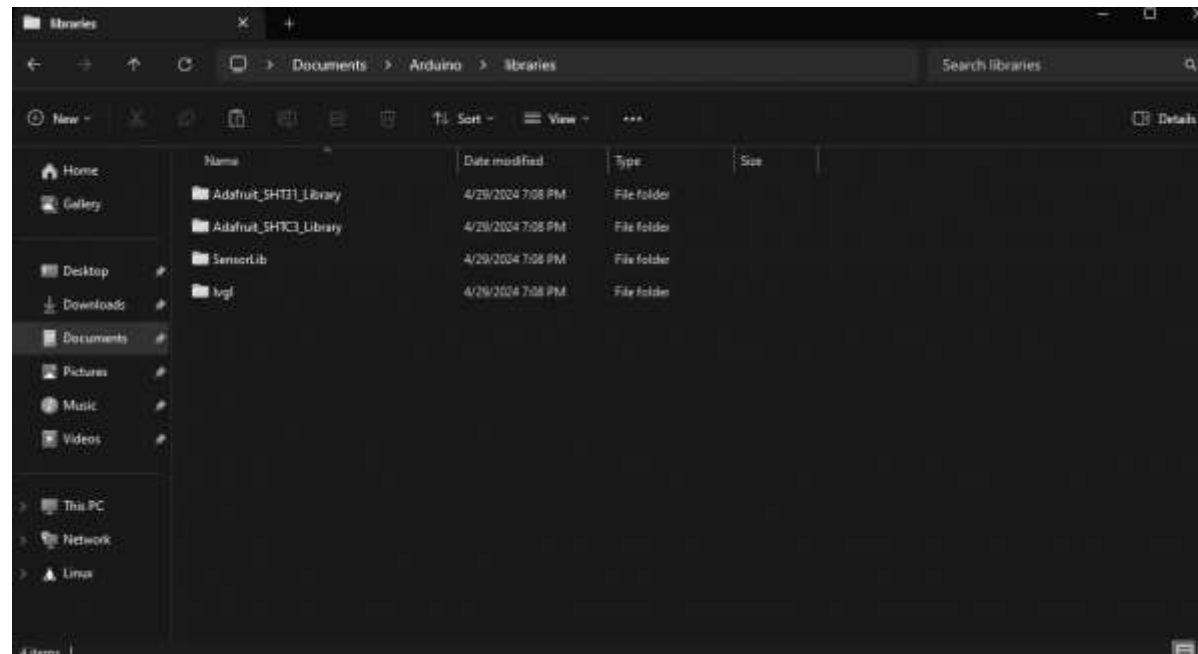 libraries
Documents > Arduino > libraries
Search libraries
New
Sort
View
Details
Name
Date modified
Type
Size
Home
Gallery
Desktop
Downloads
Documents
Pictures
Music
Videos
This PC
Network
Linux
Adafruit_SHT31_Library 4/29/2024 7:08 PM File folder
Adafruit_SHTC3_Library 4/29/2024 7:08 PM File folder
SensorLib 4/29/2024 7:08 PM File folder
lvgl 4/29/2024 7:08 PM File folder
4 items